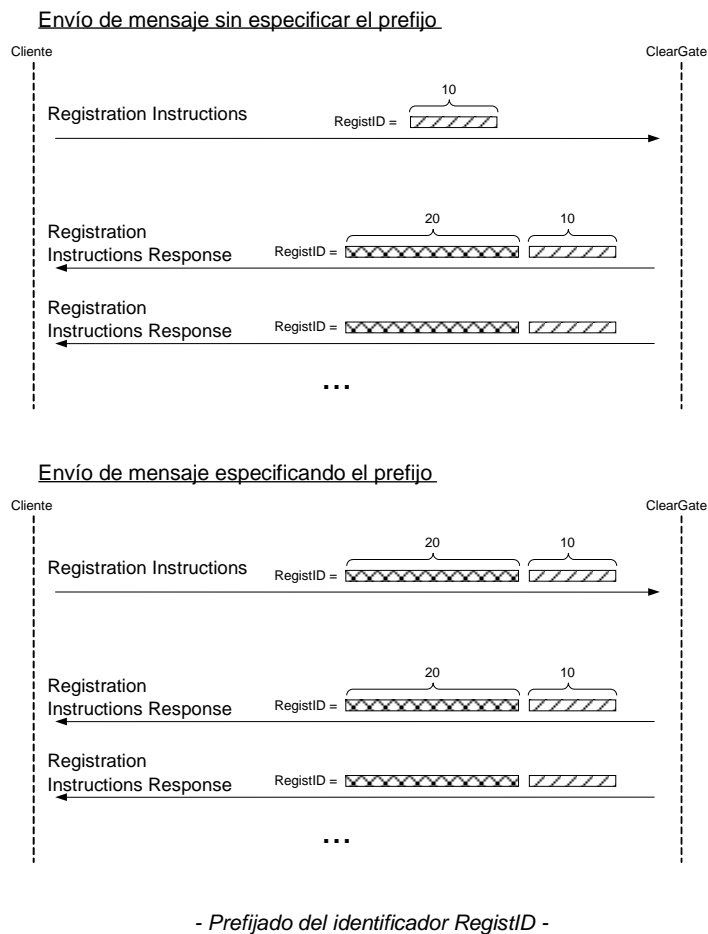 Envío de mensaje sin especificar el prefijo
Cliente
ClearGate
10
Registration Instructions
RegistID =
20
10
Registration
Instructions Response
RegistID =
Registration
Instructions Response
RegistID =
...
Envío de mensaje especificando el prefijo
Cliente
ClearGate
20
10
Registration Instructions
RegistID =
20
10
Registration
Instructions Response
RegistID =
Registration
Instructions Response
RegistID =
...
- Prefijado del identificador RegistID -